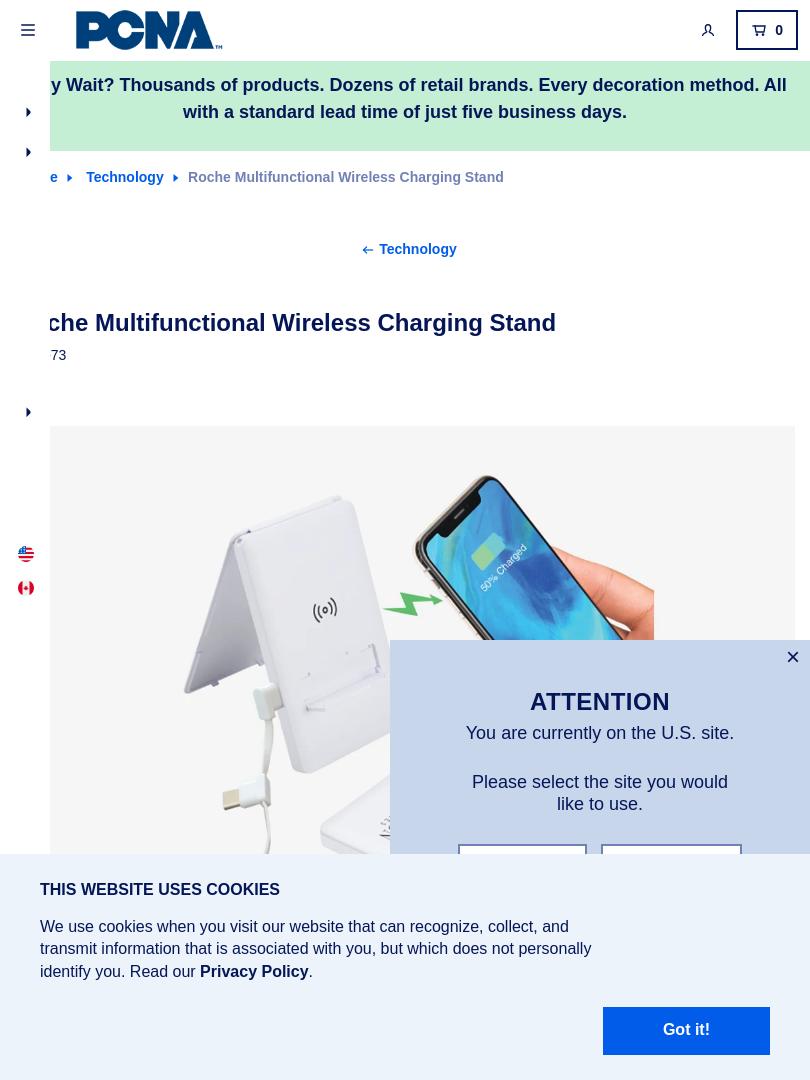 PCNA™
0
y Wait? Thousands of products. Dozens of retail brands. Every decoration method. All
with a standard lead time of just five business days.
e Technology Roche Multifunctional Wireless Charging Stand
Technology
che Multifunctional Wireless Charging Stand
73
50% Charged
ATTENTION
You are currently on the U.S. site.
Please select the site you would
like to use.
THIS WEBSITE USES COOKIES
We use cookies when you visit our website that can recognize, collect, and
transmit information that is associated with you, but which does not personally
identify you. Read our Privacy Policy.
Got it!